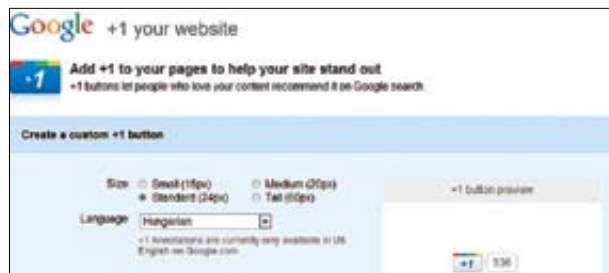 Google +1 your website
+1
Add +1 to your pages to help your site stand out
+1 buttons let people who love your content recommend it on Google search
Create a custom +1 button
Size Small (15px) Medium (20px)
Standard (24px) Tall (60px)
+1 button preview
Language Hungarian
+1 Annotations are currently only available in US
English on Google.com
+1 536